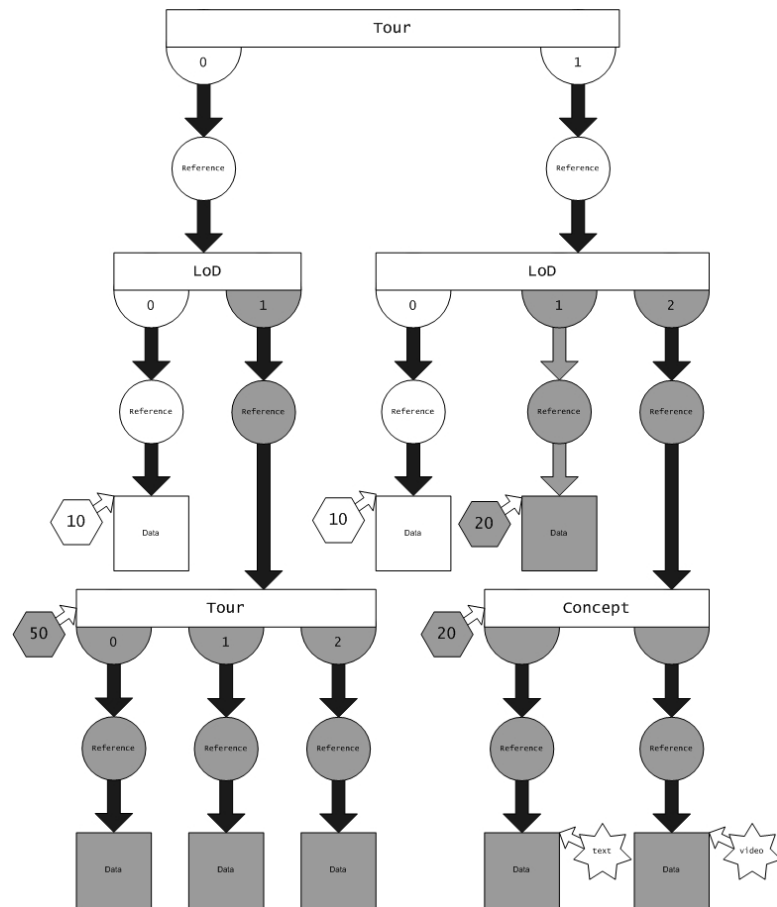 Tour
0
1
Reference
Reference
LoD
LoD
0
1
0
1
2
Reference
Reference
Reference
Reference
Reference
10
Data
10
Data
20
Data
Tour
Concept
50
0
1
2
20
Reference
Reference
Reference
Reference
Reference
Data
Data
Data
Data
text
Data
video